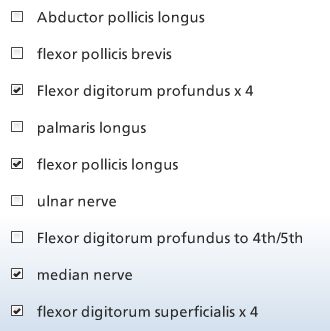 Abductor pollicis longus
flexor pollicis brevis
Flexor digitorum profundus x 4
palmaris longus
flexor pollicis longus
ulnar nerve
Flexor digitorum profundus to 4th/5th
median nerve
flexor digitorum superficialis x 4